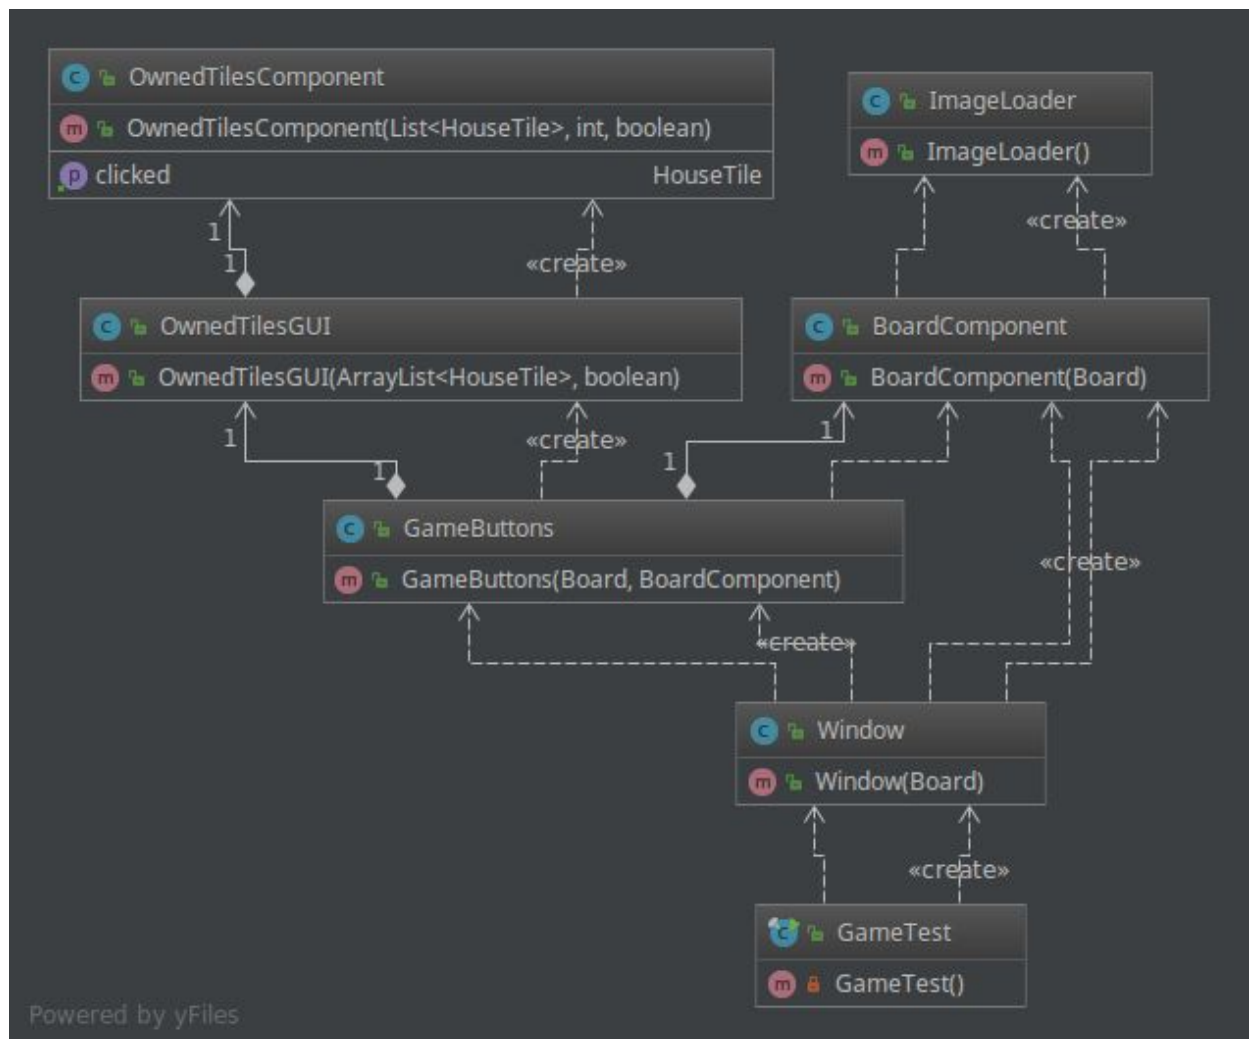 OwnedTilesComponent
OwnedTilesComponent(List<HouseTile>, int, boolean)
clicked HouseTile
ImageLoader
ImageLoader()
1
1
«create»
«create»
OwnedTilesGUI
OwnedTilesGUI(ArrayList<HouseTile>, boolean)
BoardComponent
BoardComponent(Board)
1
1
«create»
1
1
GameButtons
GameButtons(Board, BoardComponent)
«create»
«create»
Window
Window(Board)
«create»
GameTest
GameTest()
Powered by yFiles